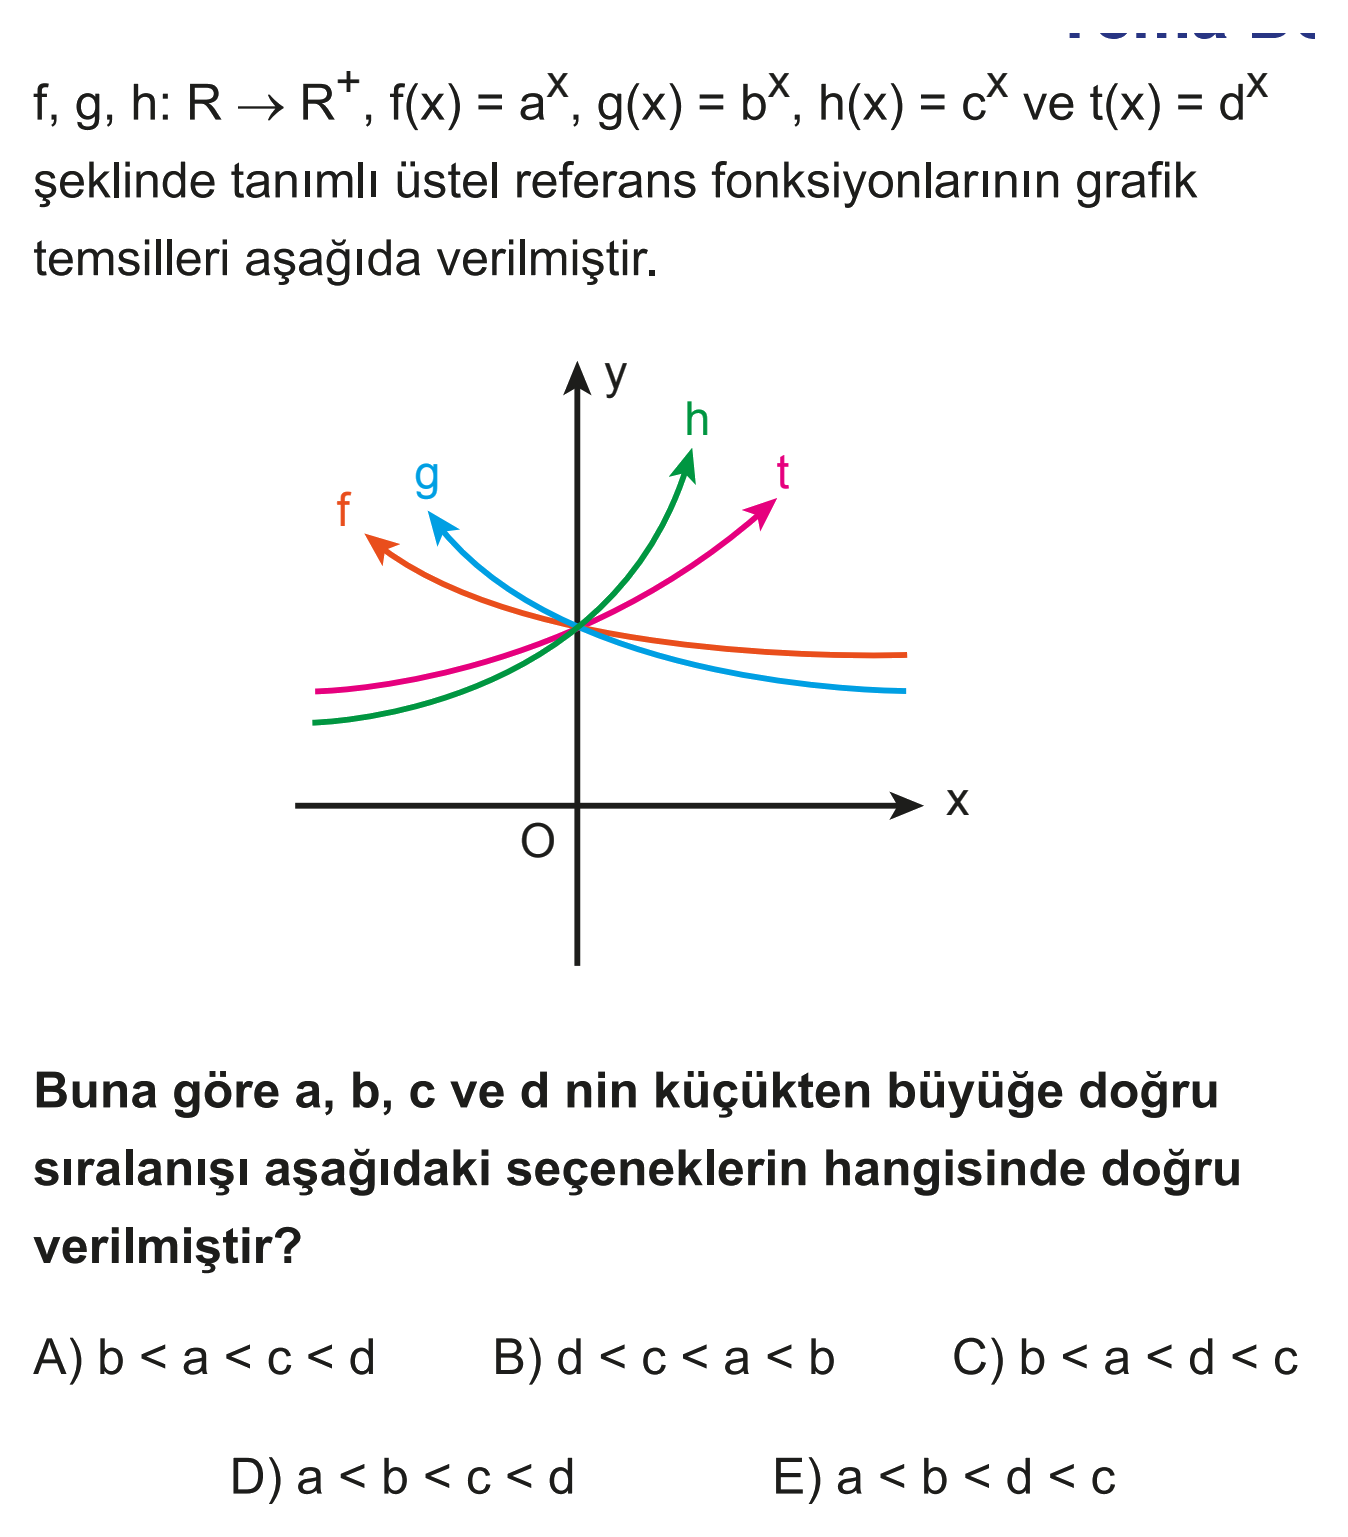 f, g, h: R → R⁺, f(x) = aˣ, g(x) = bˣ, h(x) = cˣ ve t(x) = dˣ
şeklinde tanımlı üstel referans fonksiyonlarının grafik
temsilleri aşağıda verilmiştir.
y
h
t
g
f
x
O
Buna göre a, b, c ve d nin küçükten büyüğe doğru
sıralanışı aşağıdaki seçeneklerin hangisinde doğru
verilmiştir?
A) b < a < c < d B) d < c < a < b C) b < a < d < c
D) a < b < c < d E) a < b < d < c